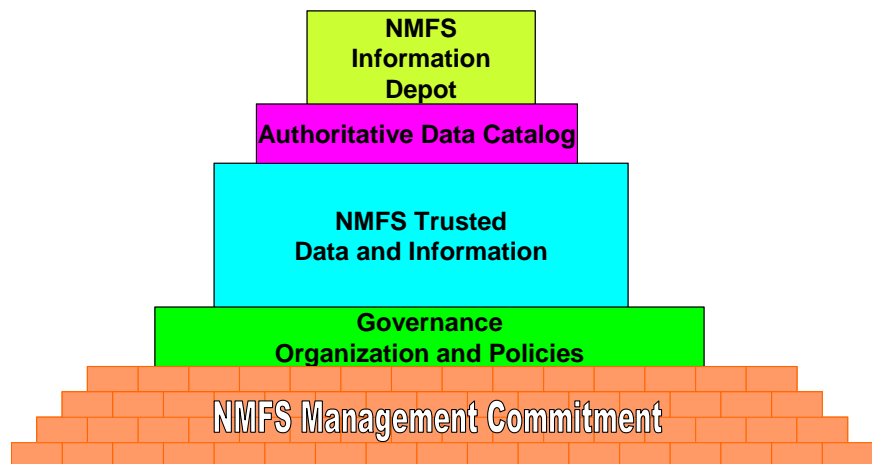 NMFS
Information
Depot
Authoritative Data Catalog
NMFS Trusted
Data and Information
Governance
Organization and Policies
NMFS Management Commitment